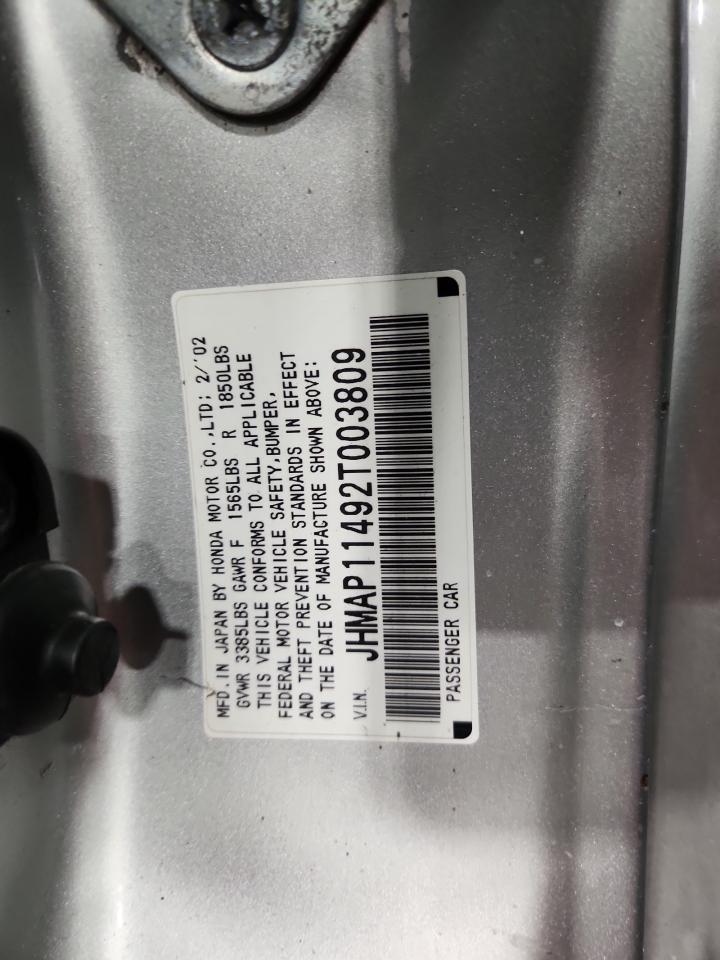 MFD. IN JAPAN BY HONDA MOTOR CO.,LTD; 2/'02
GVWR 3385LBS GAWR F 1565LBS R 1850LBS
THIS VEHICLE CONFORMS TO ALL APPLICABLE
FEDERAL MOTOR VEHICLE SAFETY,BUMPER,
AND THEFT PREVENTION STANDARDS IN EFFECT
ON THE DATE OF MANUFACTURE SHOWN ABOVE:
V.I.N. JHMAP11492T003809
PASSENGER CAR